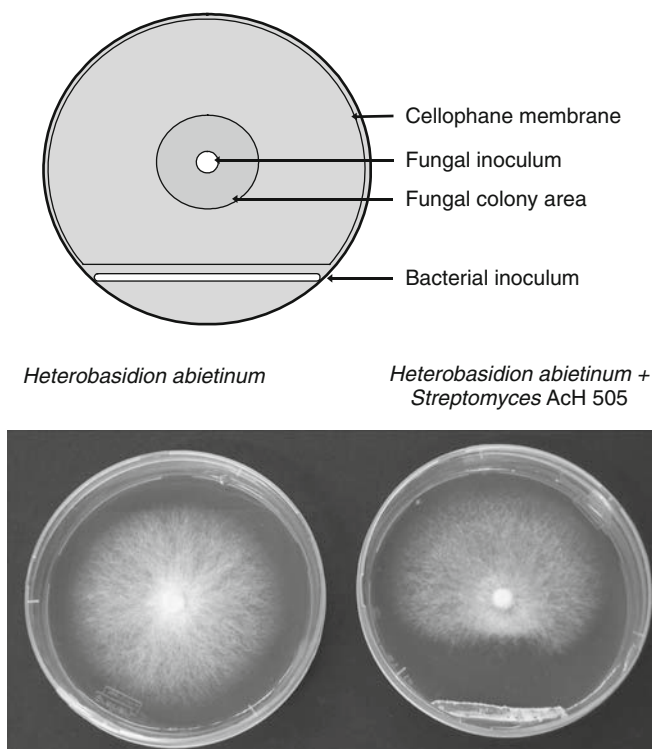 Cellophane membrane
Fungal inoculum
Fungal colony area
Bacterial inoculum
Heterobasidion abietinum
Heterobasidion abietinum +
Streptomyces AcH 505